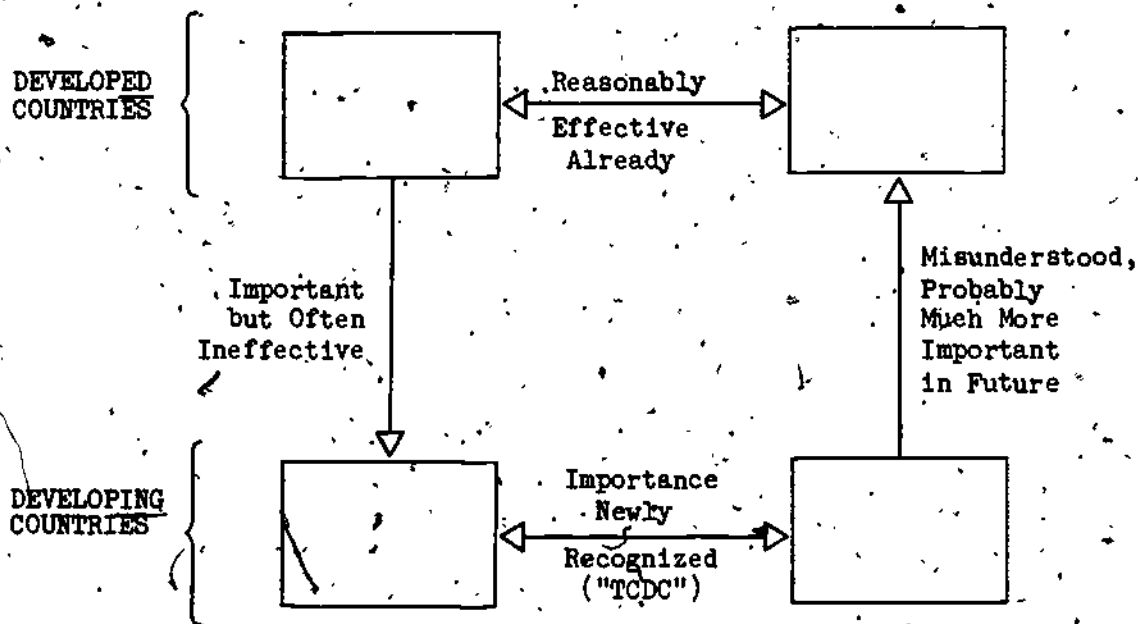 DEVELOPED
COUNTRIES
Reasonably
Effective
Already
Important
but Often
Ineffective
Misunderstood,
Probably
Much More
Important
in Future
DEVELOPING
COUNTRIES
Importance
Newly
Recognized
("TCDC")